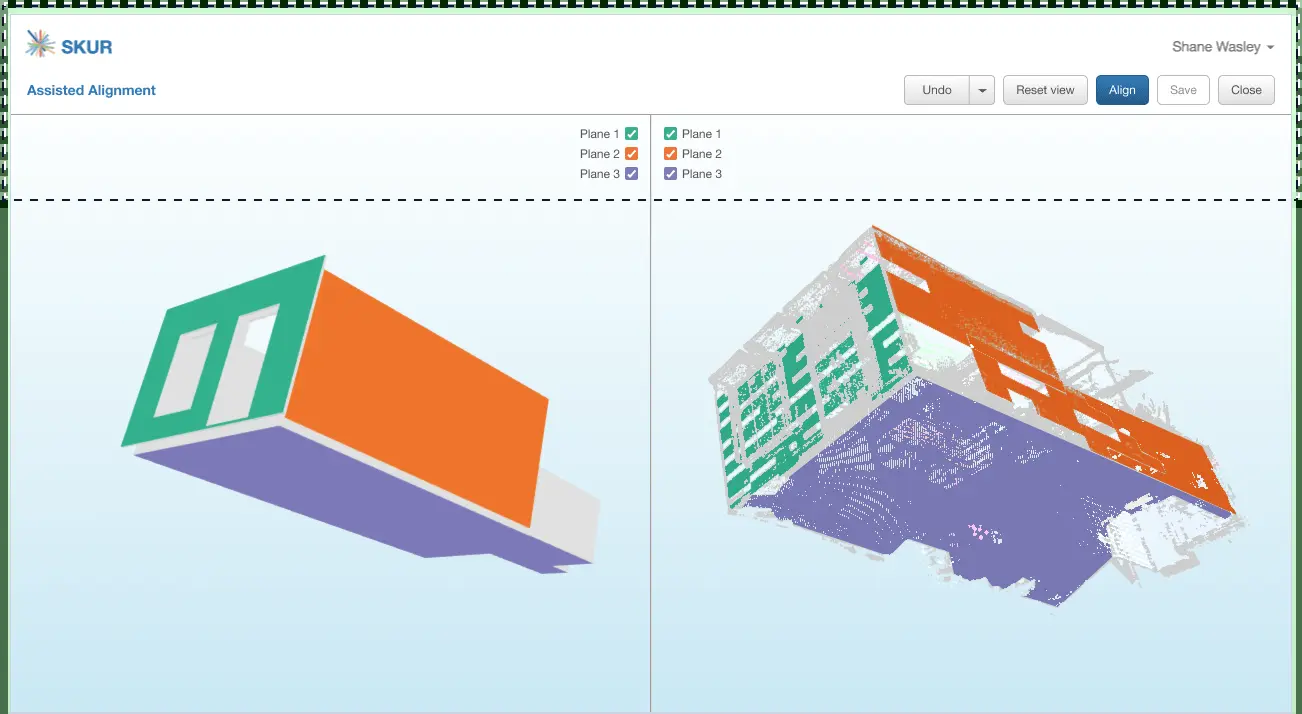 SKUR
Shane Wasley
Assisted Alignment
Undo
Reset view
Align
Save
Close
Plane 1
Plane 2
Plane 3
Plane 1
Plane 2
Plane 3